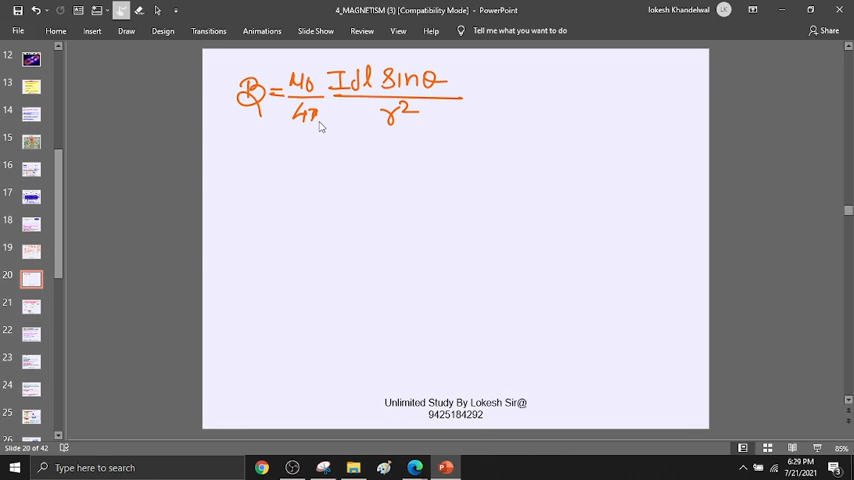 4_MAGNETISM (3) [Compatibility Mode] - PowerPoint
lokesh Khandelwal
LK
File Home Insert Draw Design Transitions Animations Slide Show Review View Help Tell me what you want to do Share
12
13
14
15
16
17
18
19
20
21
22
23
24
25
26
B = μ0/4π Idl Sinθ/r²
Unlimited Study By Lokesh Sir@
9425184292
Slide 20 of 42
85%
Type here to search
6:29 PM
7/21/2021
3